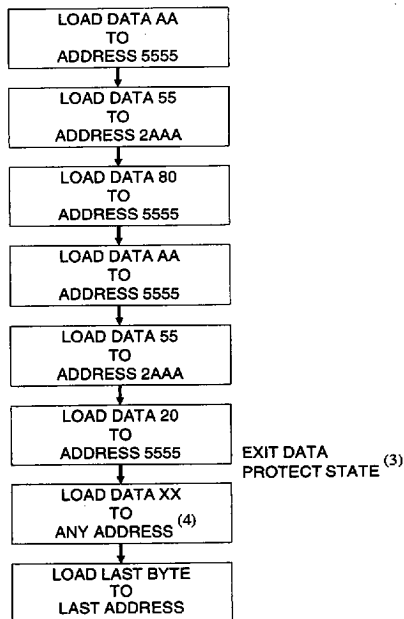 LOAD DATA AA
TO
ADDRESS 5555
LOAD DATA 55
TO
ADDRESS 2AAA
LOAD DATA 80
TO
ADDRESS 5555
LOAD DATA AA
TO
ADDRESS 5555
LOAD DATA 55
TO
ADDRESS 2AAA
LOAD DATA 20
TO
ADDRESS 5555
EXIT DATA
PROTECT STATE (3)
LOAD DATA XX
TO
ANY ADDRESS (4)
LOAD LAST BYTE
TO
LAST ADDRESS